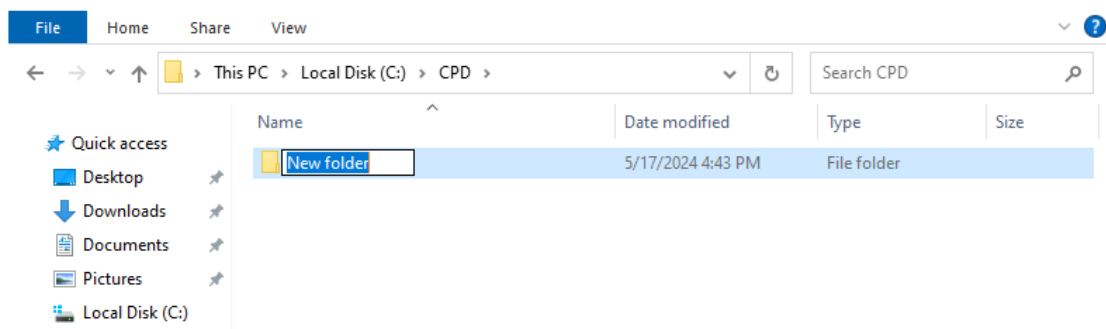 File Home Share View ?
This PC > Local Disk (C:) > CPD > Search CPD
Name Date modified Type Size
Quick access
New folder 5/17/2024 4:43 PM File folder
Desktop
Downloads
Documents
Pictures
Local Disk (C:)